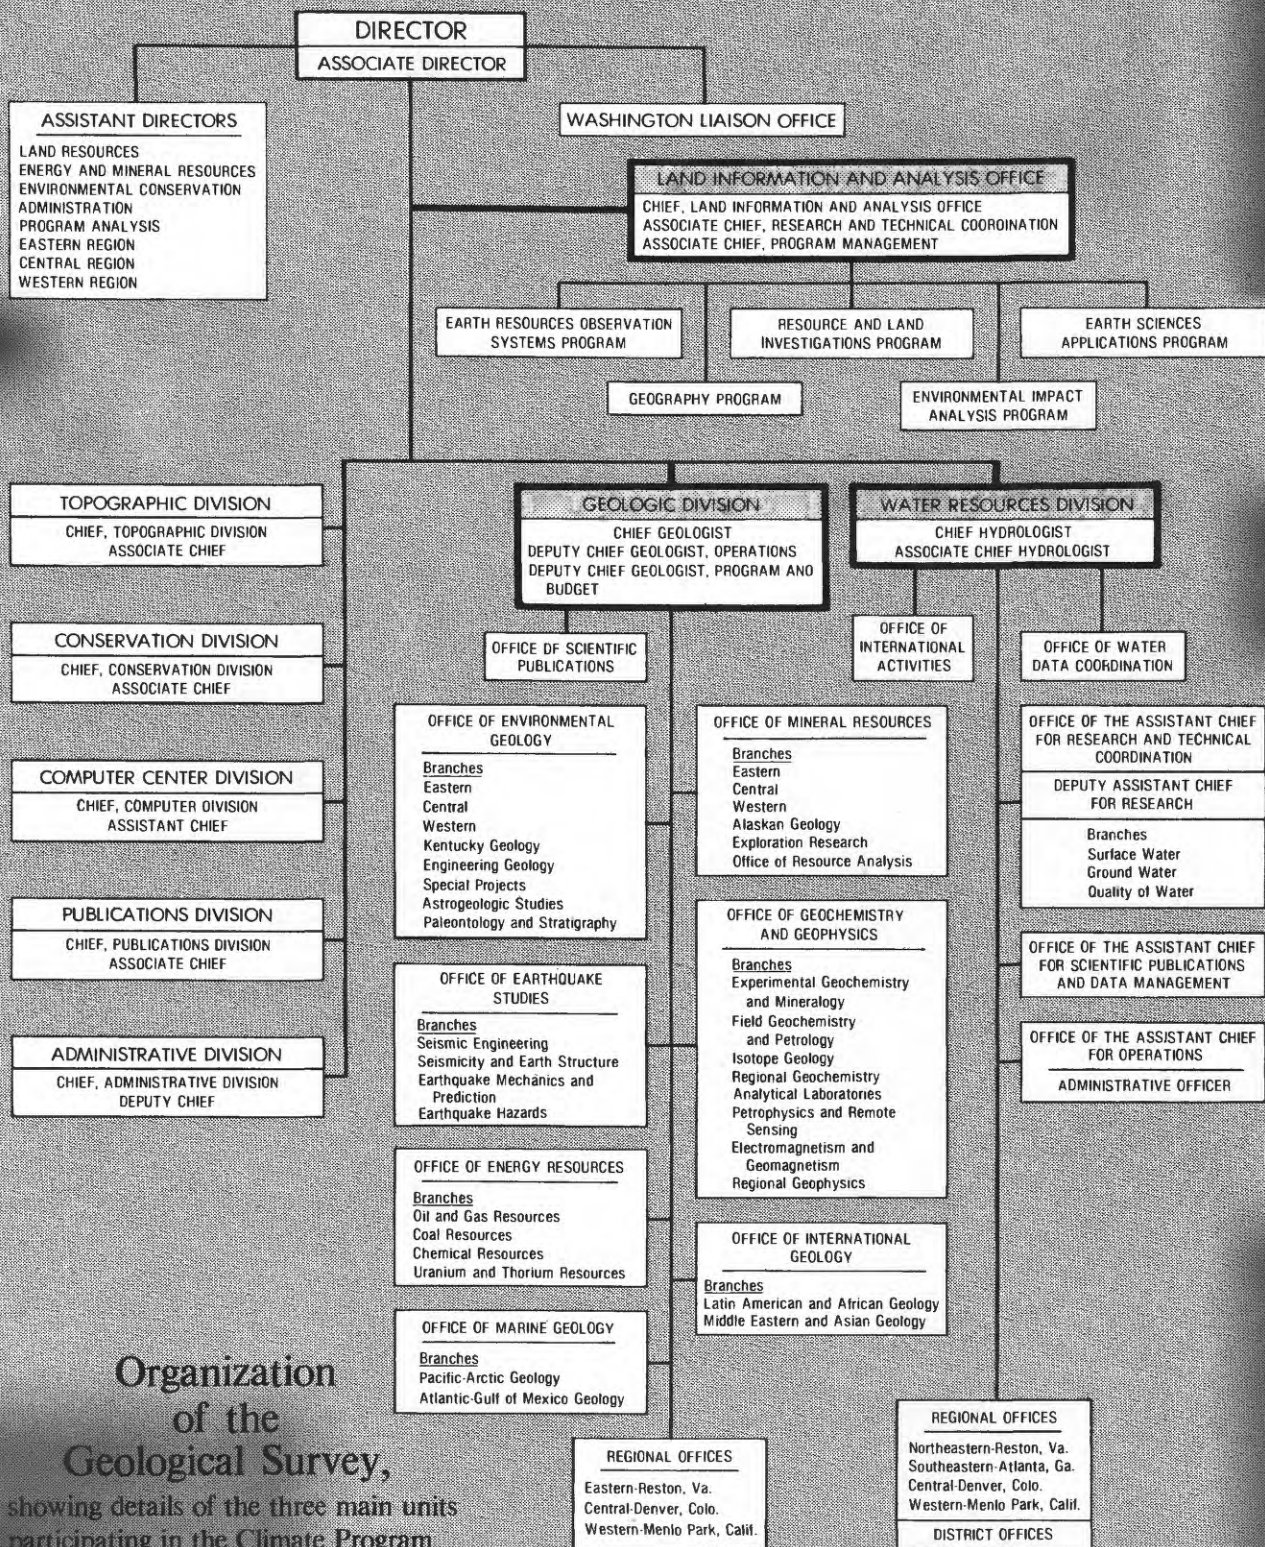 DIRECTOR
ASSOCIATE DIRECTOR
ASSISTANT DIRECTORS
LAND RESOURCES
ENERGY AND MINERAL RESOURCES
ENVIRONMENTAL CONSERVATION
ADMINISTRATION
PROGRAM ANALYSIS
EASTERN REGION
CENTRAL REGION
WESTERN REGION
WASHINGTON LIAISON OFFICE
LAND INFORMATION AND ANALYSIS OFFICE
CHIEF, LAND INFORMATION AND ANALYSIS OFFICE
ASSOCIATE CHIEF, RESEARCH AND TECHNICAL COORDINATION
ASSOCIATE CHIEF, PROGRAM MANAGEMENT
EARTH RESOURCES OBSERVATION
SYSTEMS PROGRAM
RESOURCE AND LAND
INVESTIGATIONS PROGRAM
EARTH SCIENCES
APPLICATIONS PROGRAM
GEOGRAPHY PROGRAM
ENVIRONMENTAL IMPACT
ANALYSIS PROGRAM
TOPOGRAPHIC DIVISION
CHIEF, TOPOGRAPHIC DIVISION
ASSOCIATE CHIEF
CONSERVATION DIVISION
CHIEF, CONSERVATION DIVISION
ASSOCIATE CHIEF
COMPUTER CENTER DIVISION
CHIEF, COMPUTER DIVISION
ASSISTANT CHIEF
PUBLICATIONS DIVISION
CHIEF, PUBLICATIONS DIVISION
ASSOCIATE CHIEF
ADMINISTRATIVE DIVISION
CHIEF, ADMINISTRATIVE DIVISION
DEPUTY CHIEF
GEOLOGIC DIVISION
CHIEF GEOLOGIST
DEPUTY CHIEF GEOLOGIST, OPERATIONS
DEPUTY CHIEF GEOLOGIST, PROGRAM AND
BUDGET
OFFICE OF SCIENTIFIC
PUBLICATIONS
OFFICE OF ENVIRONMENTAL
GEOLOGY
Branches
Eastern
Central
Western
Kentucky Geology
Engineering Geology
Special Projects
Astrogeologic Studies
Paleontology and Stratigraphy
OFFICE OF EARTHQUAKE
STUDIES
Branches
Seismic Engineering
Seismicity and Earth Structure
Earthquake Mechanics and
Prediction
Earthquake Hazards
OFFICE OF ENERGY RESOURCES
Branches
Oil and Gas Resources
Coal Resources
Chemical Resources
Uranium and Thorium Resources
OFFICE OF MARINE GEOLOGY
Branches
Pacific-Arctic Geology
Atlantic-Gulf of Mexico Geology
OFFICE OF MINERAL RESOURCES
Branches
Eastern
Central
Western
Alaskan Geology
Exploration Research
Office of Resource Analysis
OFFICE OF GEOCHEMISTRY
AND GEOPHYSICS
Branches
Experimental Geochemistry
and Mineralogy
Field Geochemistry
and Petrology
Isotope Geology
Regional Geochemistry
Analytical Laboratories
Petrophysics and Remote
Sensing
Electromagnetism and
Geomagnetism
Regional Geophysics
OFFICE OF INTERNATIONAL
GEOLOGY
Branches
Latin American and African Geology
Middle Eastern and Asian Geology
REGIONAL OFFICES
Eastern-Reston, Va.
Central-Denver, Colo.
Western-Menlo Park, Calif.
WATER RESOURCES DIVISION
CHIEF HYDROLOGIST
ASSOCIATE CHIEF HYDROLOGIST
OFFICE OF
INTERNATIONAL
ACTIVITIES
OFFICE OF WATER
DATA COORDINATION
OFFICE OF THE ASSISTANT CHIEF
FOR RESEARCH AND TECHNICAL
COORDINATION
DEPUTY ASSISTANT CHIEF
FOR RESEARCH
Branches
Surface Water
Ground Water
Quality of Water
OFFICE OF THE ASSISTANT CHIEF
FOR SCIENTIFIC PUBLICATIONS
AND DATA MANAGEMENT
OFFICE OF THE ASSISTANT CHIEF
FOR OPERATIONS
ADMINISTRATIVE OFFICER
REGIONAL OFFICES
Northeastern-Reston, Va.
Southeastern-Atlanta, Ga.
Central-Denver, Colo.
Western-Menlo Park, Calif.
DISTRICT OFFICES
Organization
of the
Geological Survey,
showing details of the three main units
participating in the Climate Program